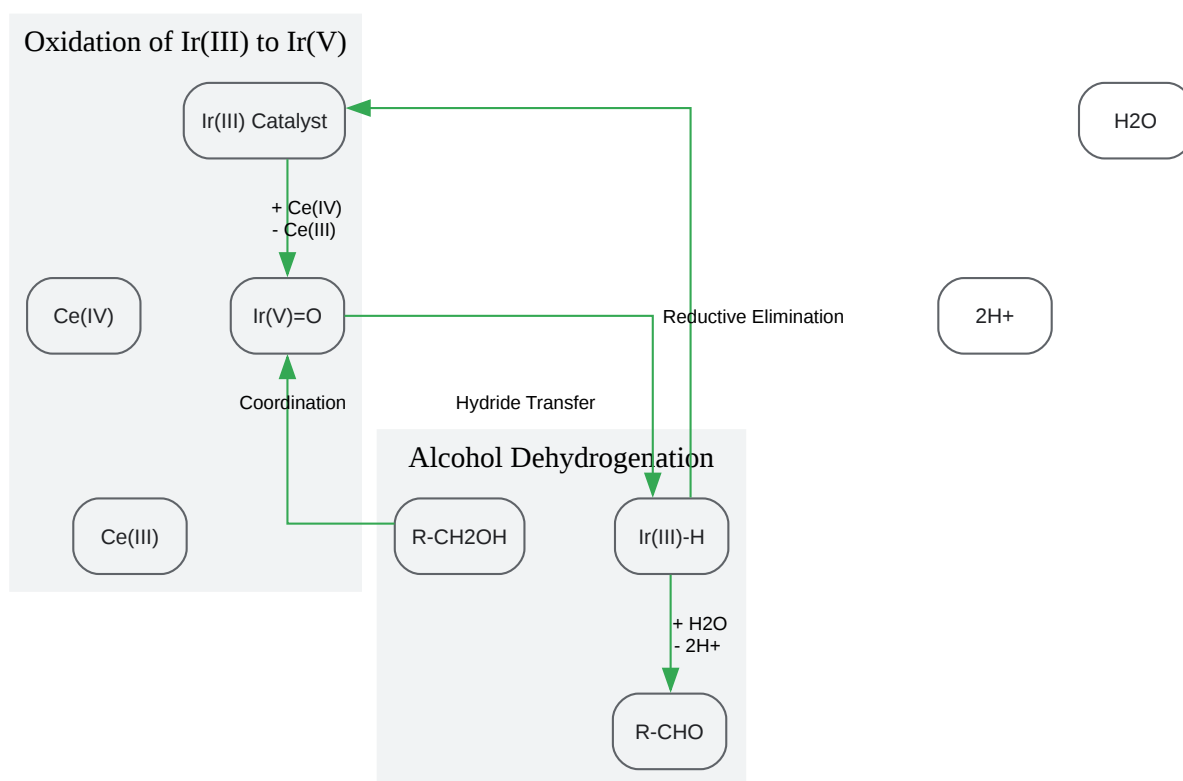 Oxidation of Ir(III) to Ir(V)
Ir(III) Catalyst
H2O
+ Ce(IV)
- Ce(III)
Ce(IV)
Ir(V)=O
Reductive Elimination
2H+
Coordination
Hydride Transfer
Alcohol Dehydrogenation
Ce(III)
R-CH2OH
Ir(III)-H
+ H2O
- 2H+
R-CHO